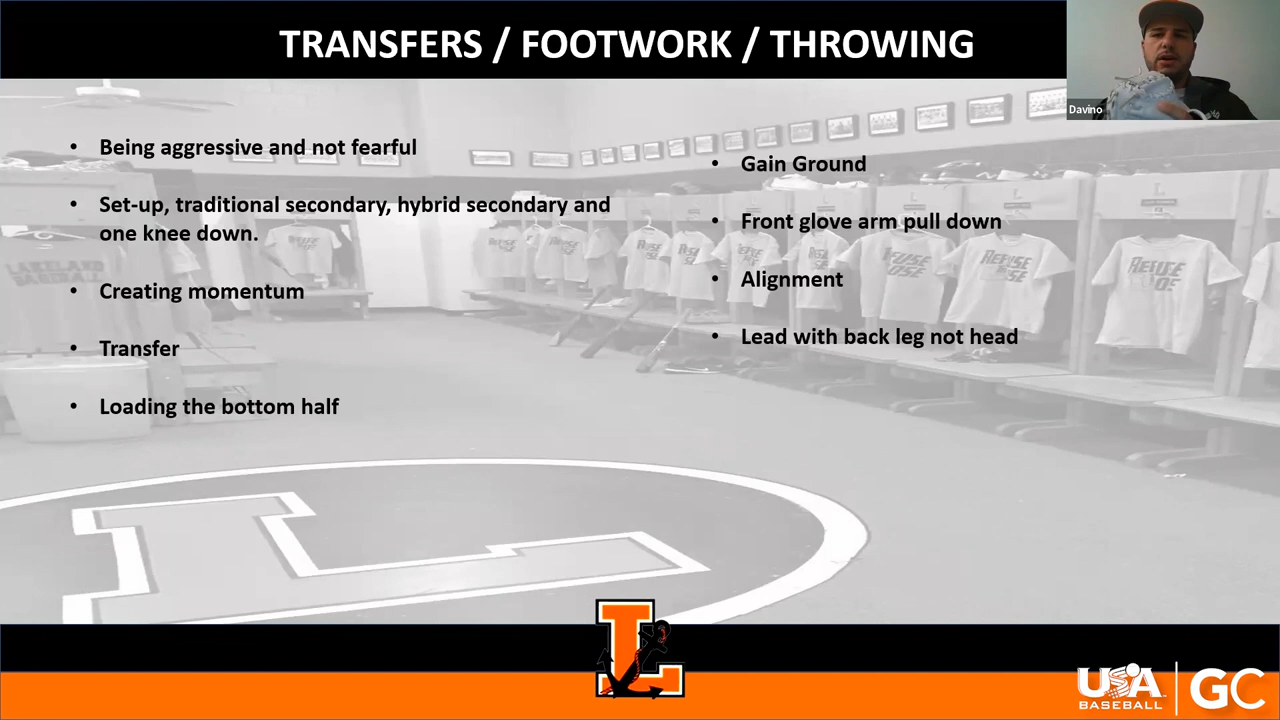 TRANSFERS / FOOTWORK / THROWING
Davino
• Being aggressive and not fearful
• Set-up, traditional secondary, hybrid secondary and
one knee down.
• Creating momentum
• Transfer
• Loading the bottom half
• Gain Ground
• Front glove arm pull down
• Alignment
• Lead with back leg not head
LAKELAND
BASEBALL
L
L
USA
BASEBALL
GC